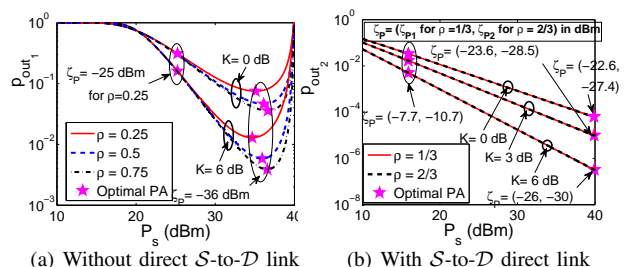 p_out_1
10^0
10^-1
10^-2
10^-3
K= 0 dB
ζ_P= −25 dBm
for ρ=0.25
ρ = 0.25
ρ = 0.5
ρ = 0.75
Optimal PA
K= 6 dB
ζ_P= −36 dBm
10 20 30 40
P_s (dBm)
(a) Without direct S-to-D link
p_out_2
10^0
10^-2
10^-4
10^-6
10^-8
ζ_P = (ζ_P1 for ρ =1/3, ζ_P2 for ρ = 2/3) in dBm
ζ_P= (−23.6, −28.5)
ζ_P= (−22.6,
−27.4)
ζ_P= (−7.7, −10.7)
K= 0 dB
K= 3 dB
K= 6 dB
ρ = 1/3
ρ = 2/3
Optimal PA
ζ_P= (−26, −30)
10 20 30 40
P_s (dBm)
(b) With S-to-D direct link